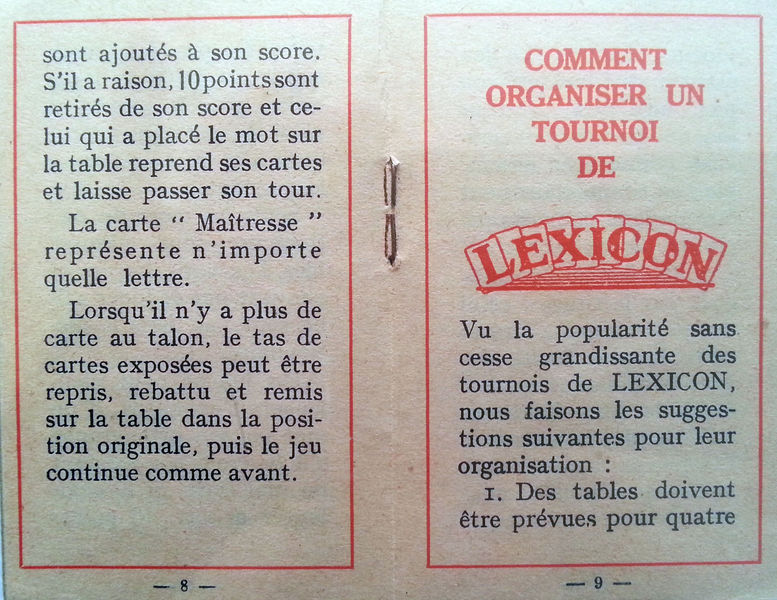 sont ajoutés à son score.
S'il a raison, 10 points sont
retirés de son score et ce-
lui qui a placé le mot sur
la table reprend ses cartes
et laisse passer son tour.
La carte “ Maîtresse ”
représente n'importe
quelle lettre.
Lorsqu'il n'y a plus de
carte au talon, le tas de
cartes exposées peut être
repris, rebattu et remis
sur la table dans la posi-
tion originale, puis le jeu
continue comme avant.
— 8 —
COMMENT
ORGANISER UN
TOURNOI
DE
LEXICON
Vu la popularité sans
cesse grandissante des
tournois de LEXICON,
nous faisons les sugges-
tions suivantes pour leur
organisation :
1. Des tables doivent
être prévues pour quatre
— 9 —